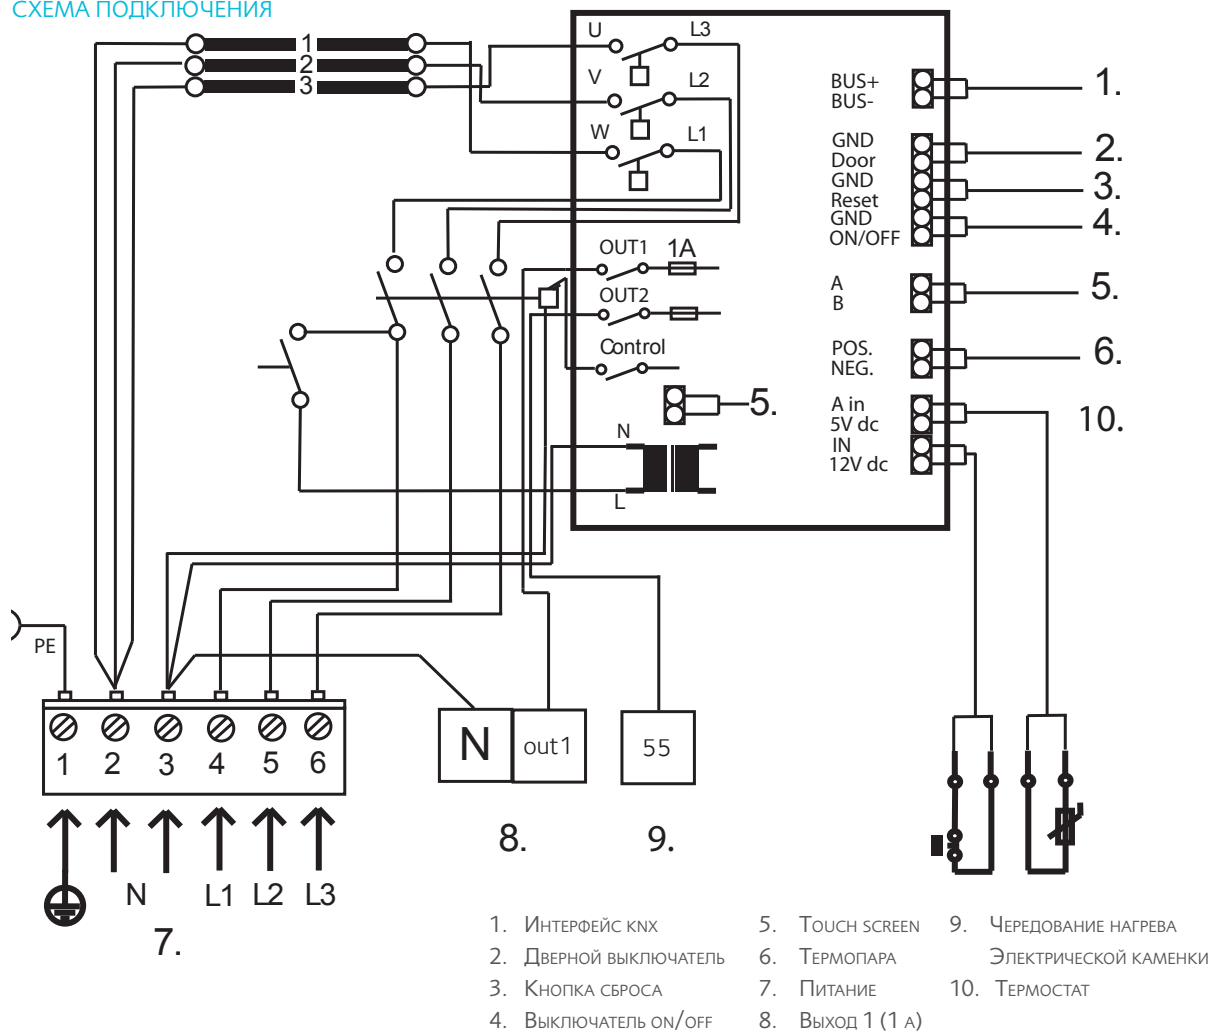 СХЕМА ПОДКЛЮЧЕНИЯ
1
2
3
U
L3
V
L2
W
L1
OUT1 1A
OUT2
Control
5.
N
L
BUS+
BUS-
1.
GND
Door
2.
GND
Reset
3.
GND
ON/OFF
4.
A
B
5.
POS.
NEG.
6.
A in
5V dc
10.
IN
12V dc
PE
1 2 3 4 5 6
N L1 L2 L3
7.
N out1
8.
55
9.
1. Интерфейс KNX
2. Дверной выключатель
3. Кнопка сброса
4. Выключатель ON/OFF
5. Touch screen
6. Термопара
7. Питание
8. Выход 1 (1 А)
9. Чередование нагрева
Электрической каменки
10. Термостат